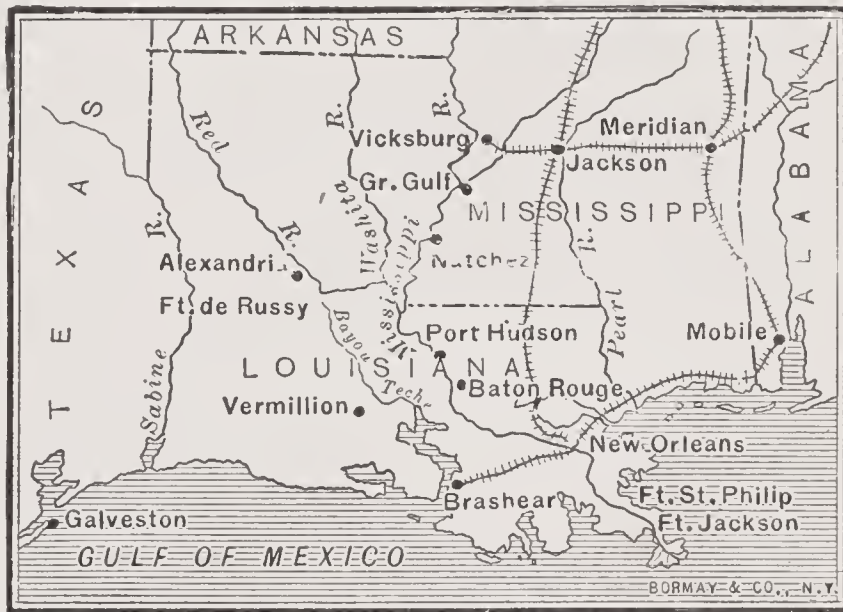 ARKANSAS
TEXAS
ALABAMA
Red
R.
R.
R.
Vicksburg
Meridian
Jackson
Gr. Gulf
Washita
MISSISSIPPI
Mississippi
R.
R.
Natchez
Alexandria
Ft. de Russy
Bayou
Teche
Port Hudson
Pearl
R.
Mobile
LOUISIANA
Baton Rouge
Sabine
Vermillion
New Orleans
Brashear
Ft. St. Philip
Ft. Jackson
Galveston
GULF OF MEXICO
BORMAY & CO., N.Y.